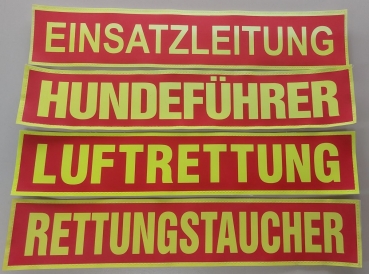 EINSATZLEITUNG
HUNDEFÜHRER
LUFTRETTUNG
RETTUNGSTAUCHER